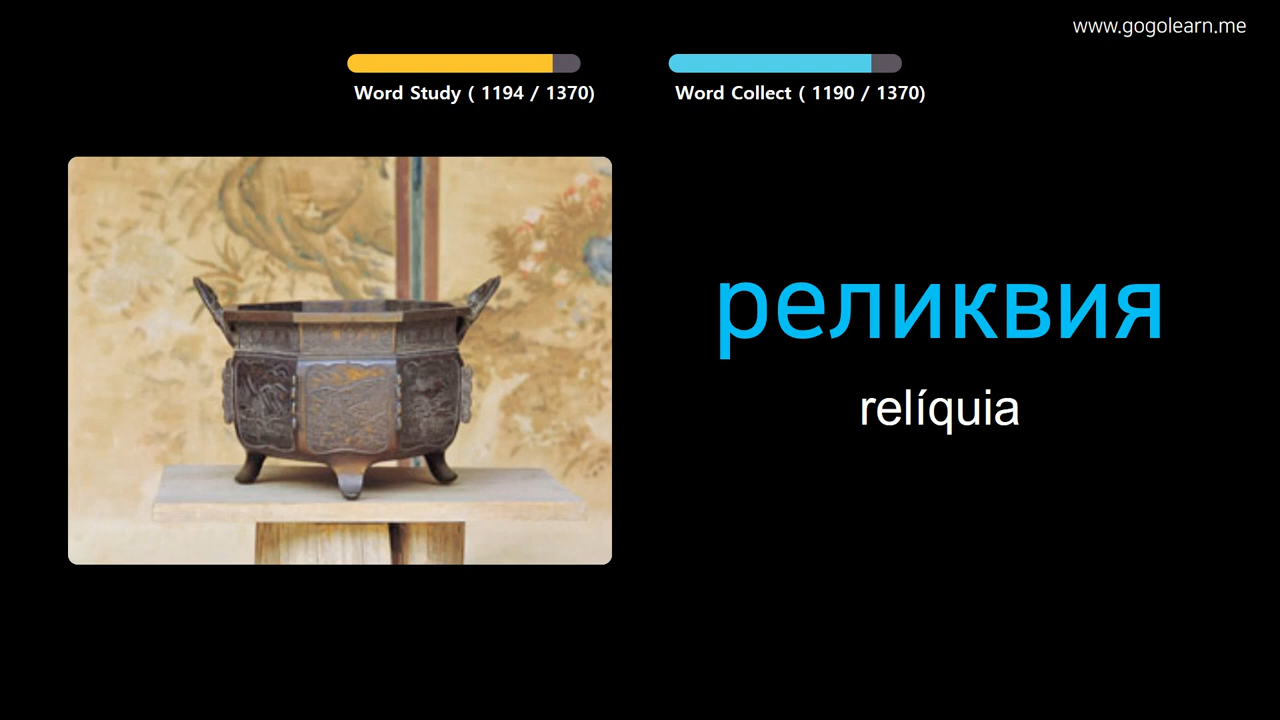 www.gogolearn.me
Word Study ( 1194 / 1370)
Word Collect ( 1190 / 1370)
реликвия
relíquia